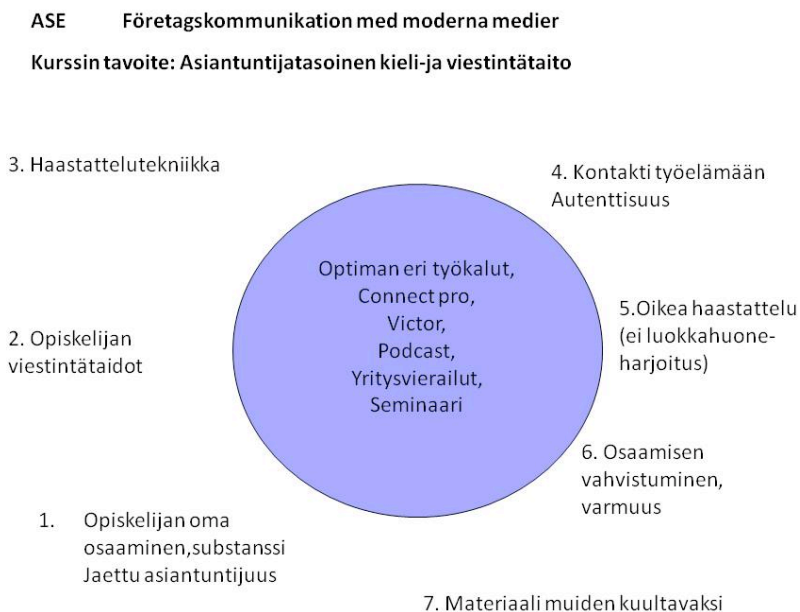 ASE Företagskommunikation med moderna medier
Kurssin tavoite: Asiantuntijatasoinen kieli-ja viestintätaito
3. Haastattelutekniikka
4. Kontakti työelämään
Autenttisuus
Optiman eri työkalut,
Connect pro,
Victor,
Podcast,
Yritysvierailut,
Seminaari
5.Oikea haastattelu
(ei luokkahuone-
harjoitus)
2. Opiskelijan
viestintätaidot
6. Osaamisen
vahvistuminen,
varmuus
1. Opiskelijan oma
osaaminen,substanssi
Jaettu asiantuntijuus
7. Materiaali muiden kuultavaksi